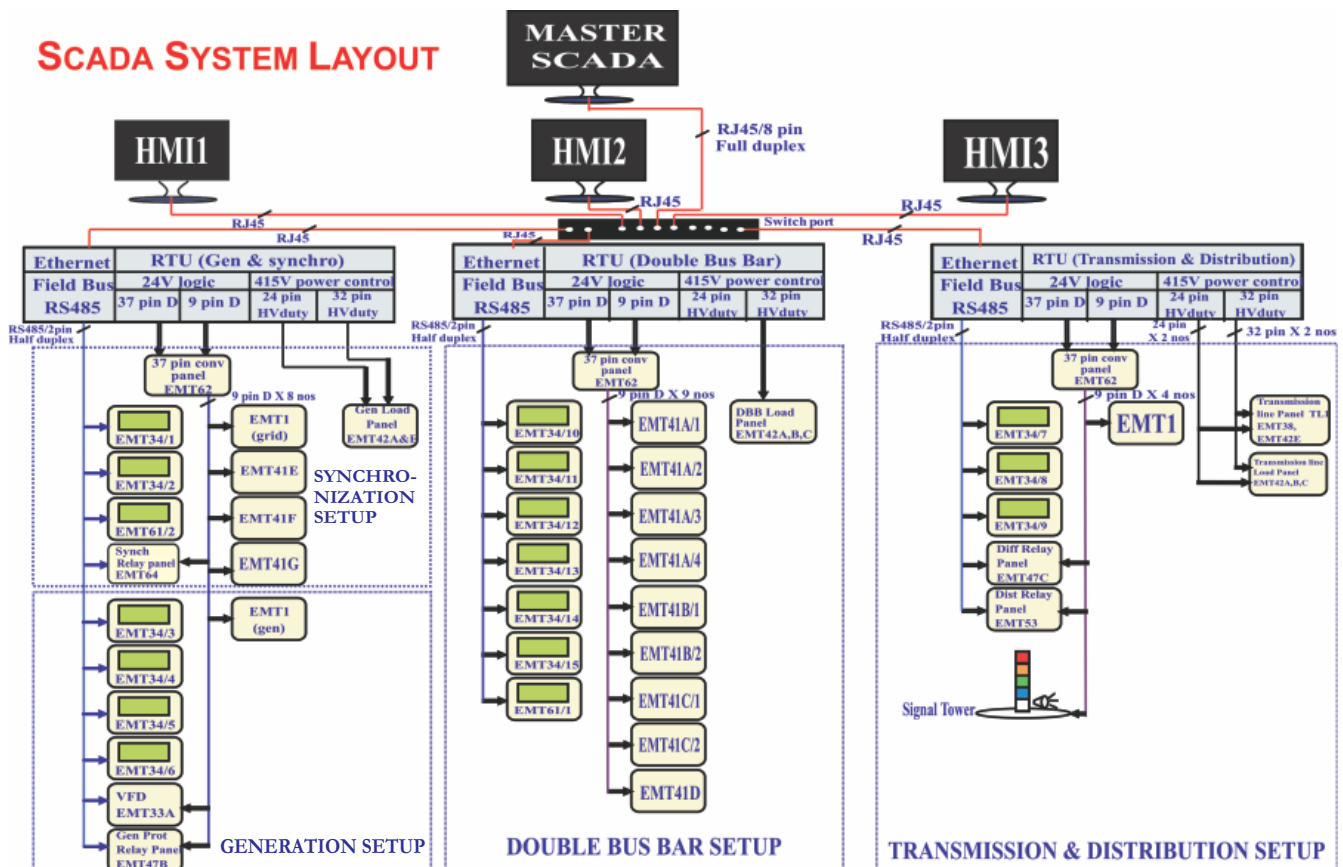 SCADA SYSTEM LAYOUT
MASTER
SCADA
RJ45/8 pin
Full duplex
HMI1
HMI2
HMI3
RJ45
RJ45
RJ45
RJ45
RJ45
Switch port
RJ45
RJ45
Ethernet
RTU (Gen & synchro)
Field Bus
RS485
24V logic
415V power control
37 pin D
9 pin D
24 pin
HVduty
32 pin
HVduty
RS485/2pin
Half duplex
37 pin conv
panel
EMT62
9 pin D X 8 nos
Gen Load
Panel
EMT34/1
EMT34/2
EMT61/2
Synch
Relay panel
EMT64
EMT1
(grid)
EMT41E
EMT41F
EMT41G
SYNCHRO-
NIZATION
SETUP
EMT34/3
EMT34/4
EMT34/5
EMT34/6
VFD
EMT33A
Gen Prot
Relay Panel
EMT47B
EMT1
(gen)
GENERATION SETUP
Ethernet
RTU (Double Bus Bar)
Field Bus
RS485
24V logic
415V power control
37 pin D
9 pin D
24 pin
HVduty
32 pin
HVduty
RS485/2pin
Half duplex
37 pin conv
panel
EMT62
9 pin D X 9 nos
DBB Load
Panel
EMT42A,B,C
EMT34/10
EMT34/11
EMT34/12
EMT34/13
EMT34/14
EMT34/15
EMT61/1
EMT41A/1
EMT41A/2
EMT41A/3
EMT41A/4
EMT41B/1
EMT41B/2
EMT41C/1
EMT41C/2
EMT41D
DOUBLE BUS BAR SETUP
Ethernet
RTU (Transmission & Distribution)
Field Bus
RS485
24V logic
415V power control
37 pin D
9 pin D
24 pin
HVduty
32 pin
HVduty
RS485/2pin
Half duplex
24 pin
X 2 nos
32 pin X 2 nos
37 pin conv
panel
EMT62
9 pin D X 4 nos
EMT34/7
EMT34/8
EMT34/9
Diff Relay
Panel
EMT47C
Dist Relay
Panel
EMT53
EMT1
Transmission
line Panel TL1
EMT38,
EMT42E
Transmission line
Load Panel
EMT42A,B,C
Signal Tower
TRANSMISSION & DISTRIBUTION SETUP